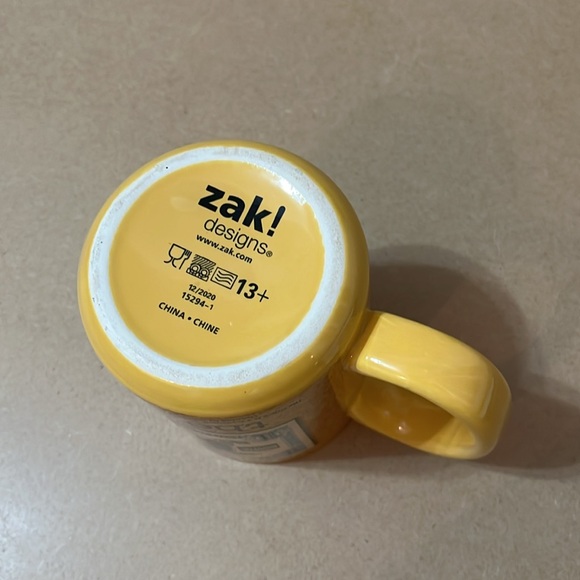 zak!
designs®
www.zak.com
13+
12/2020
15294-1
CHINA • CHINE